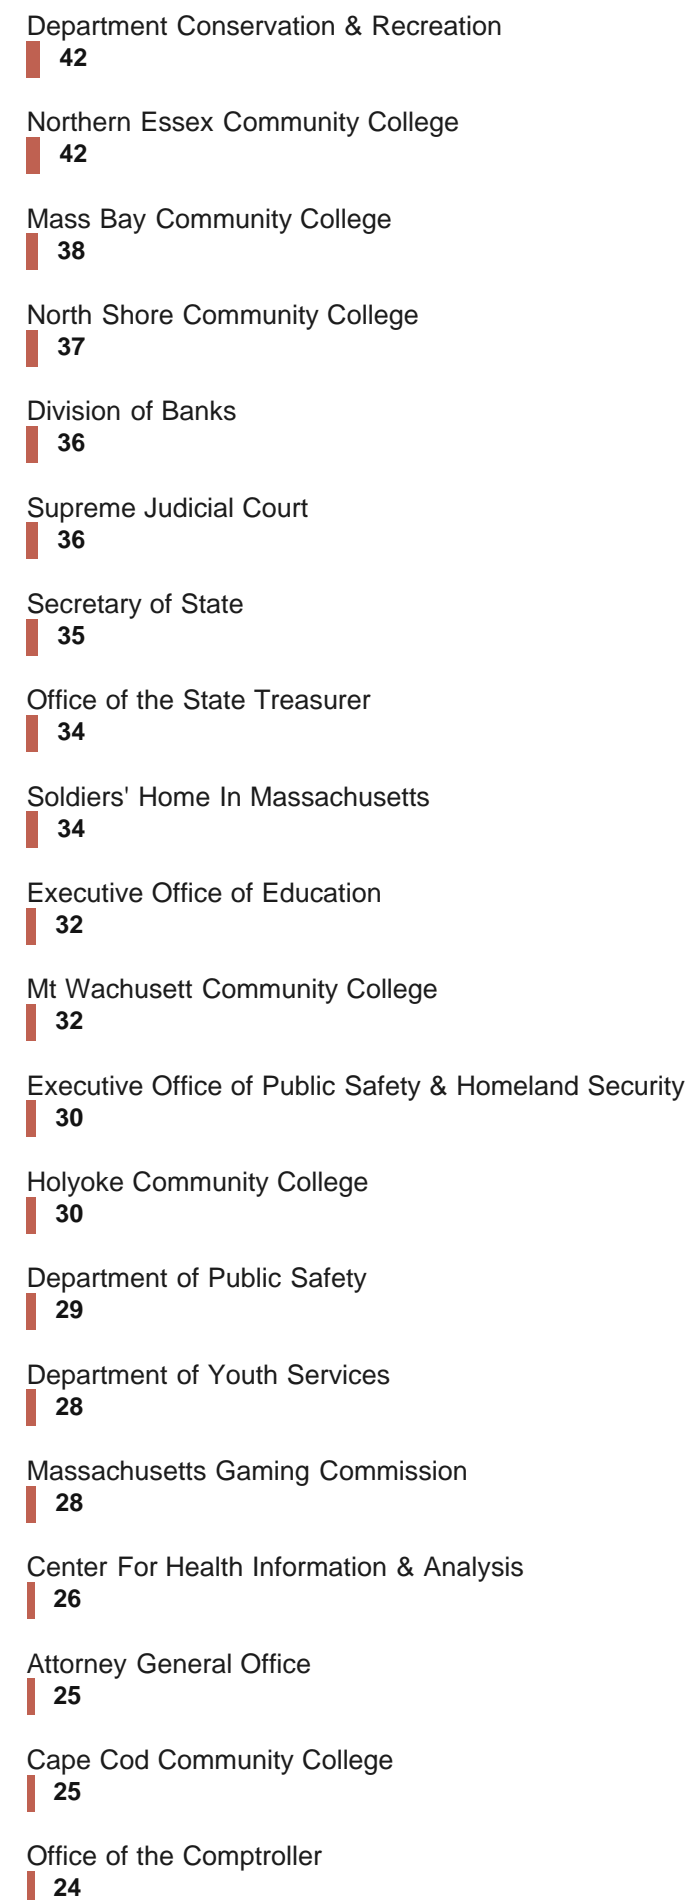 Department Conservation & Recreation
42
Northern Essex Community College
42
Mass Bay Community College
38
North Shore Community College
37
Division of Banks
36
Supreme Judicial Court
36
Secretary of State
35
Office of the State Treasurer
34
Soldiers' Home In Massachusetts
34
Executive Office of Education
32
Mt Wachusett Community College
32
Executive Office of Public Safety & Homeland Security
30
Holyoke Community College
30
Department of Public Safety
29
Department of Youth Services
28
Massachusetts Gaming Commission
28
Center For Health Information & Analysis
26
Attorney General Office
25
Cape Cod Community College
25
Office of the Comptroller
24